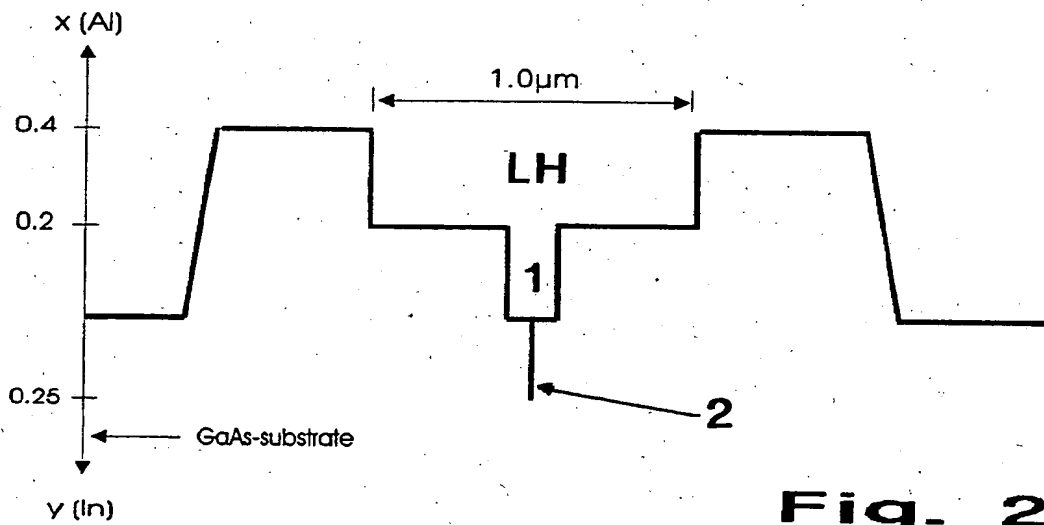 x (Al)
1.0µm
0.4
LH
0.2
1
0.25
2
GaAs-substrate
y (In)
Fig. 2